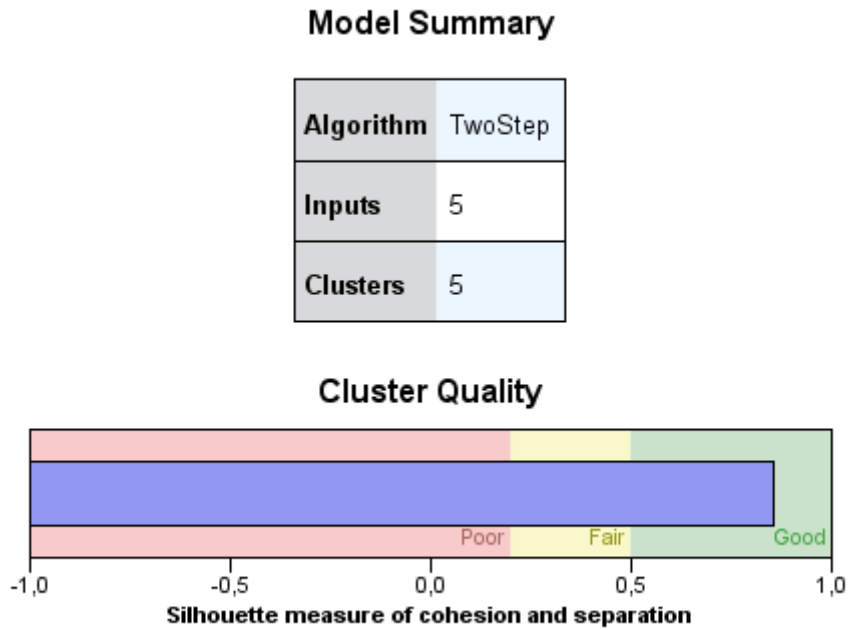 Model Summary
Algorithm TwoStep
Inputs 5
Clusters 5
Cluster Quality
Poor Fair Good
-1,0 -0,5 0,0 0,5 1,0
Silhouette measure of cohesion and separation